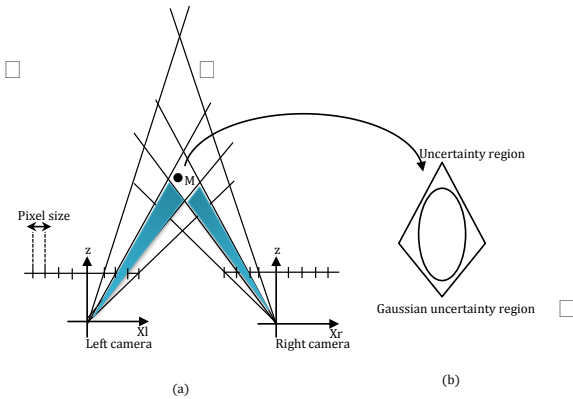 M
Uncertainty region
Pixel size
z
z
Xl
Xr
Left camera
Right camera
Gaussian uncertainty region
(a)
(b)